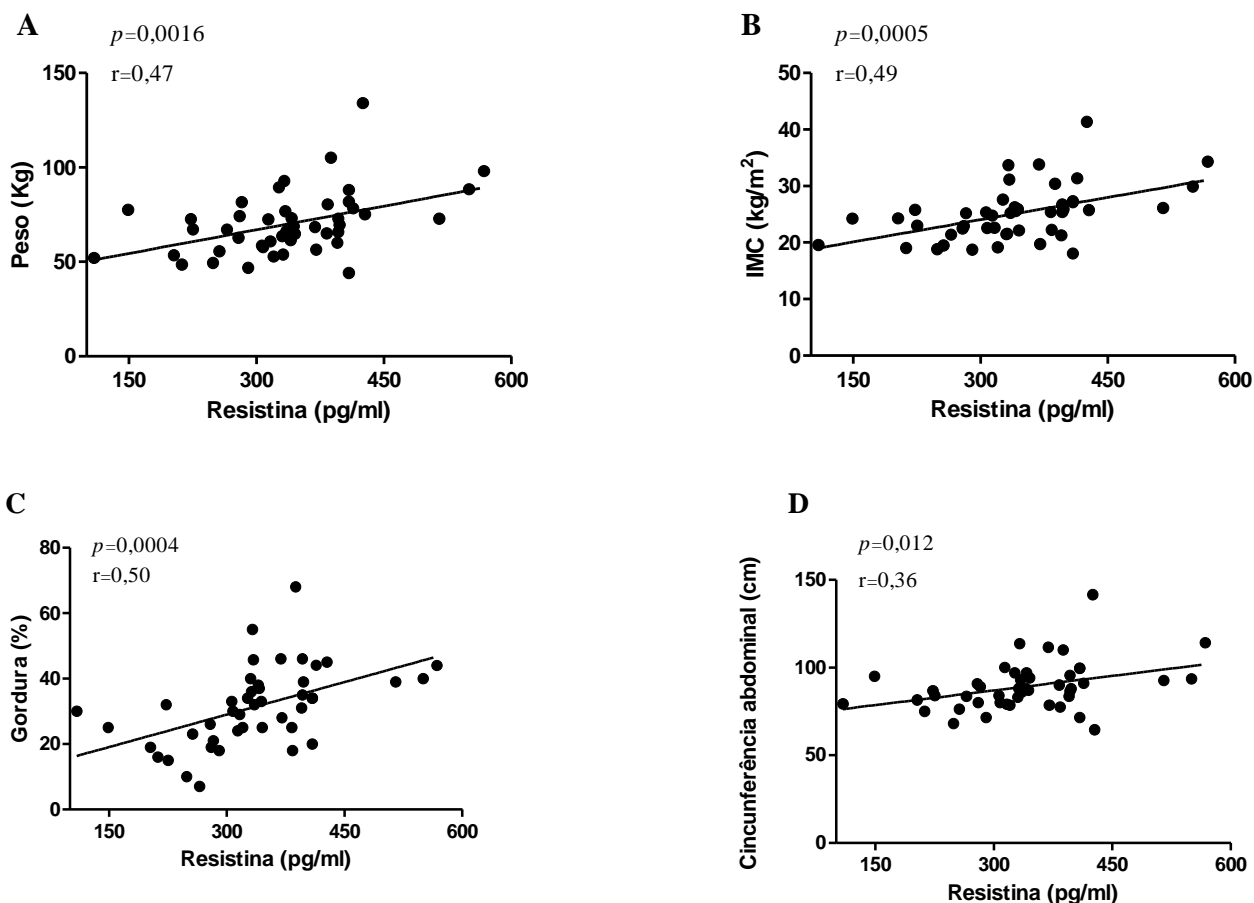 A
p=0,0016
r=0,47
Peso (Kg)
150
100
50
0
150 300 450 600
Resistina (pg/ml)
B
p=0,0005
r=0,49
IMC (kg/m²)
50
40
30
20
10
0
150 300 450 600
Resistina (pg/ml)
C
p=0,0004
r=0,50
Gordura (%)
80
60
40
20
0
150 300 450 600
Resistina (pg/ml)
D
p=0,012
r=0,36
Cincunferência abdominal (cm)
150
100
50
0
150 300 450 600
Resistina (pg/ml)